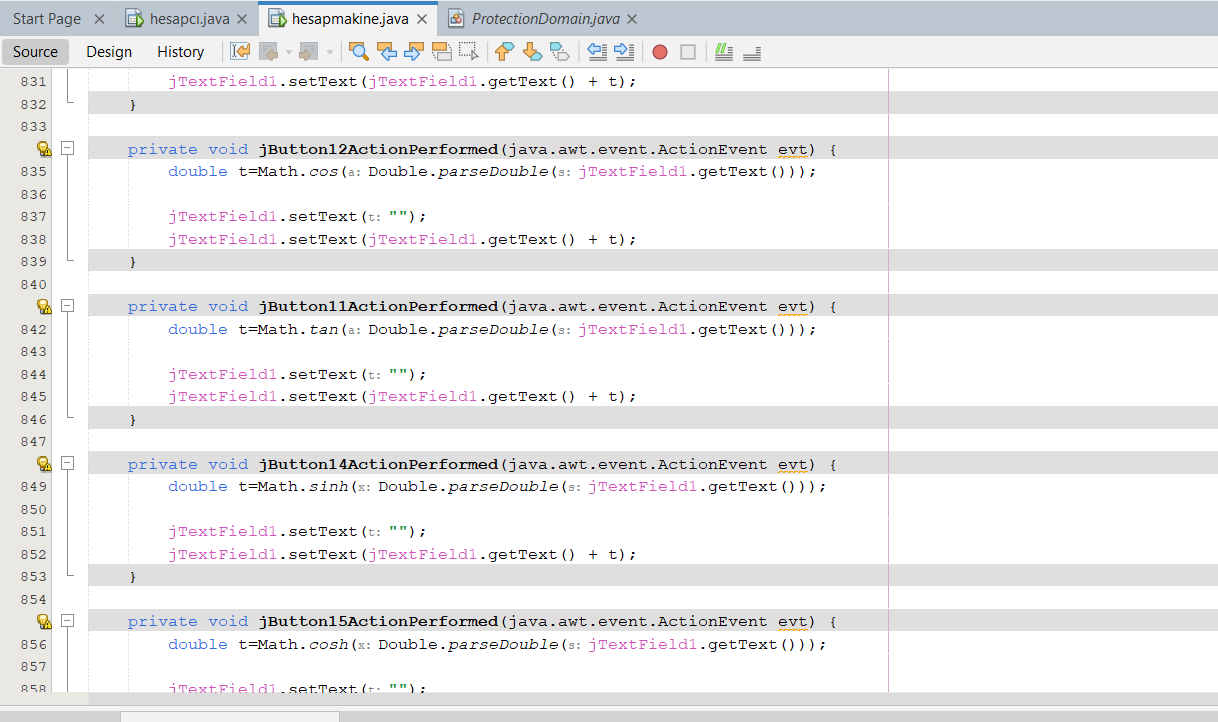 Start Page hesapcı.java hesapmakine.java ProtectionDomain.java
Source Design History
831 jTextField1.setText(jTextField1.getText() + t);
832 }
833
private void jButton12ActionPerformed(java.awt.event.ActionEvent evt) {
835 double t=Math.cos(a: Double.parseDouble(s: jTextField1.getText()));
836
837 jTextField1.setText(t: "");
838 jTextField1.setText(jTextField1.getText() + t);
839 }
840
private void jButton11ActionPerformed(java.awt.event.ActionEvent evt) {
842 double t=Math.tan(a: Double.parseDouble(s: jTextField1.getText()));
843
844 jTextField1.setText(t: "");
845 jTextField1.setText(jTextField1.getText() + t);
846 }
847
private void jButton14ActionPerformed(java.awt.event.ActionEvent evt) {
849 double t=Math.sinh(x: Double.parseDouble(s: jTextField1.getText()));
850
851 jTextField1.setText(t: "");
852 jTextField1.setText(jTextField1.getText() + t);
853 }
854
private void jButton15ActionPerformed(java.awt.event.ActionEvent evt) {
856 double t=Math.cosh(x: Double.parseDouble(s: jTextField1.getText()));
857
858 jTextField1.setText(t: "");